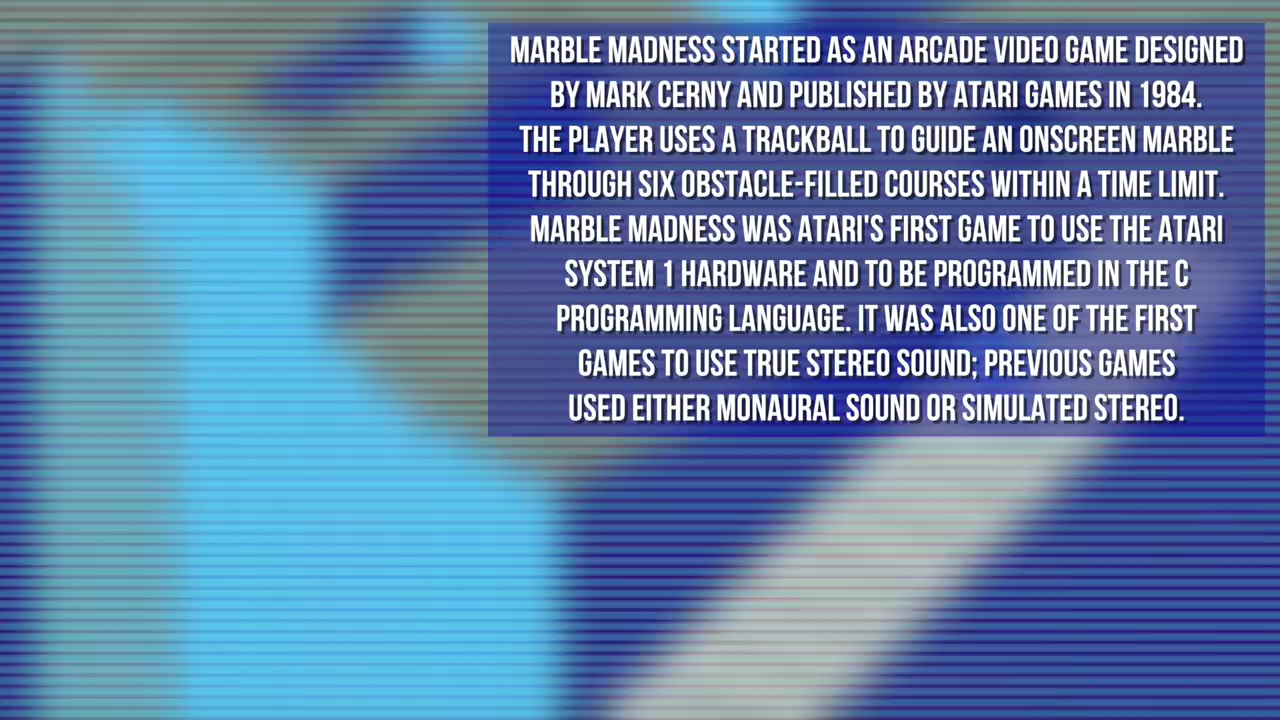 MARBLE MADNESS STARTED AS AN ARCADE VIDEO GAME DESIGNED
BY MARK CERNY AND PUBLISHED BY ATARI GAMES IN 1984.
THE PLAYER USES A TRACKBALL TO GUIDE AN ONSCREEN MARBLE
THROUGH SIX OBSTACLE-FILLED COURSES WITHIN A TIME LIMIT.
MARBLE MADNESS WAS ATARI'S FIRST GAME TO USE THE ATARI
SYSTEM 1 HARDWARE AND TO BE PROGRAMMED IN THE C
PROGRAMMING LANGUAGE. IT WAS ALSO ONE OF THE FIRST
GAMES TO USE TRUE STEREO SOUND; PREVIOUS GAMES
USED EITHER MONAURAL SOUND OR SIMULATED STEREO.